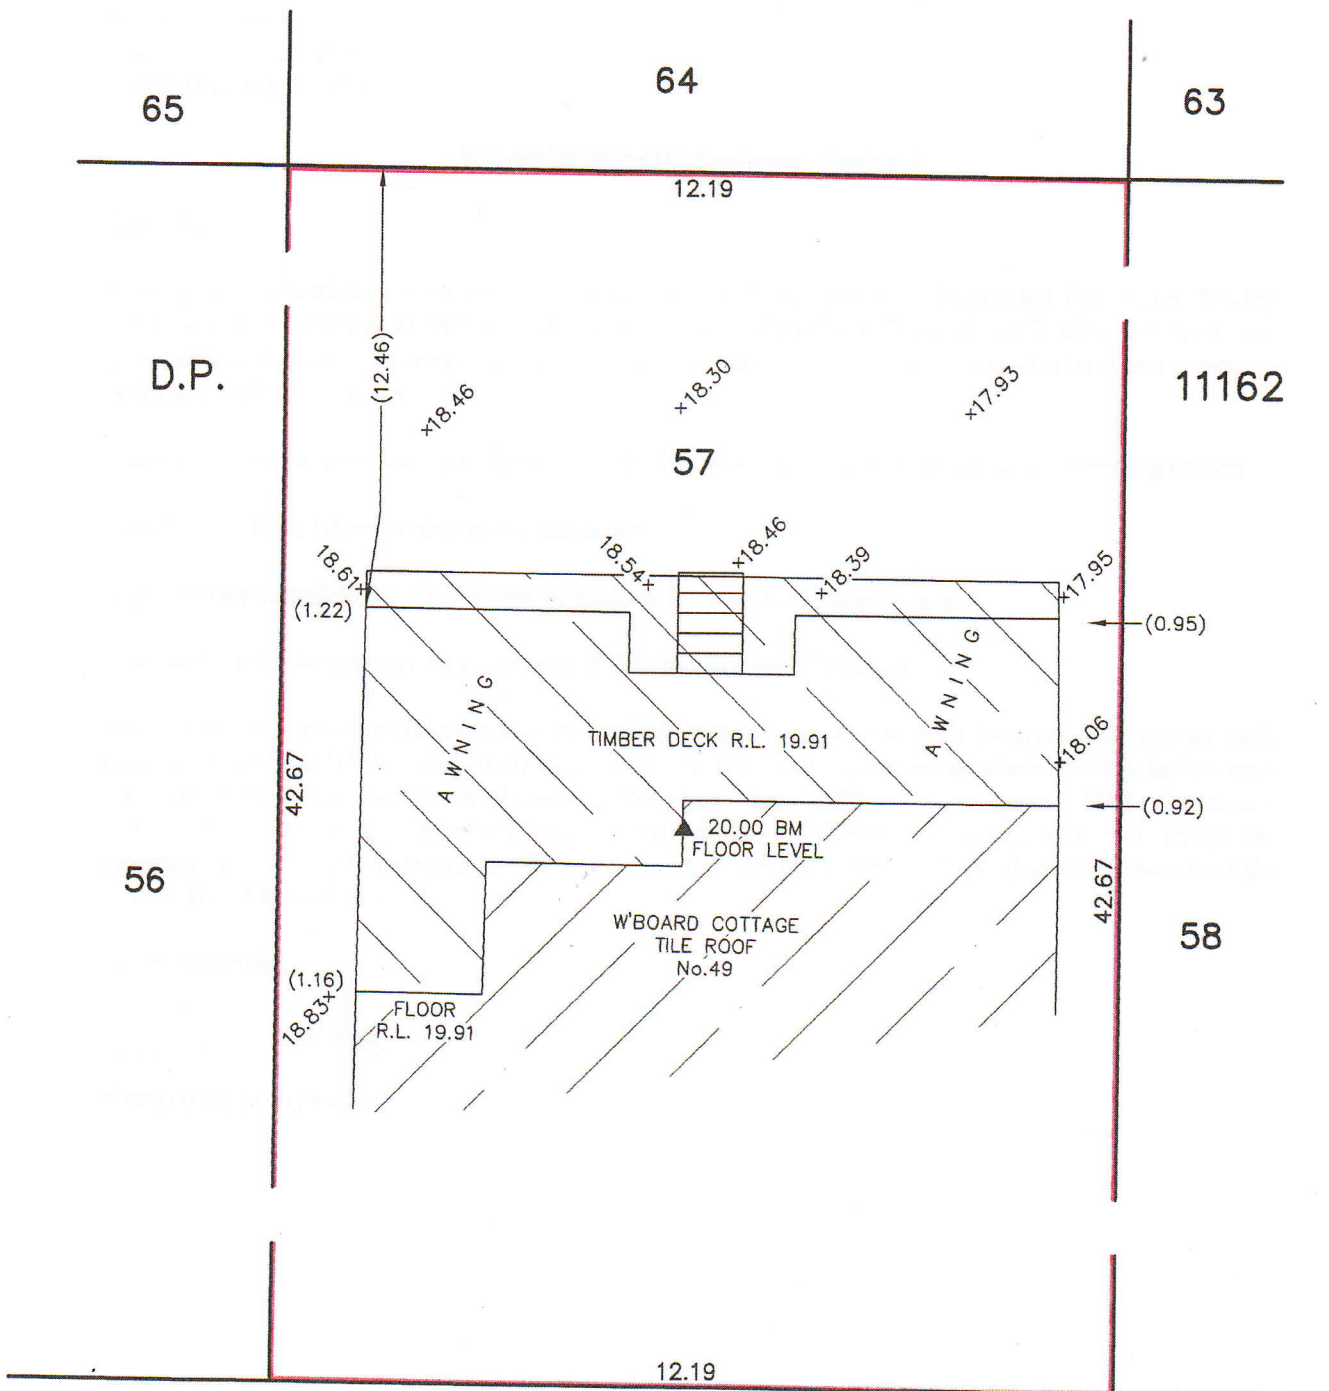 64
65
63
12.19
D.P.
11162
(12.46)
×18.46
×18.30
×17.93
57
18.61×
18.54×
×18.46
×18.39
×17.95
(1.22)
(0.95)
AWNING
AWNING
TIMBER DECK R.L. 19.91
×18.06
42.67
(0.92)
20.00 BM
FLOOR LEVEL
56
42.67
58
W'BOARD COTTAGE
TILE ROOF
No.49
(1.16)
18.83×
FLOOR
R.L. 19.91
12.19